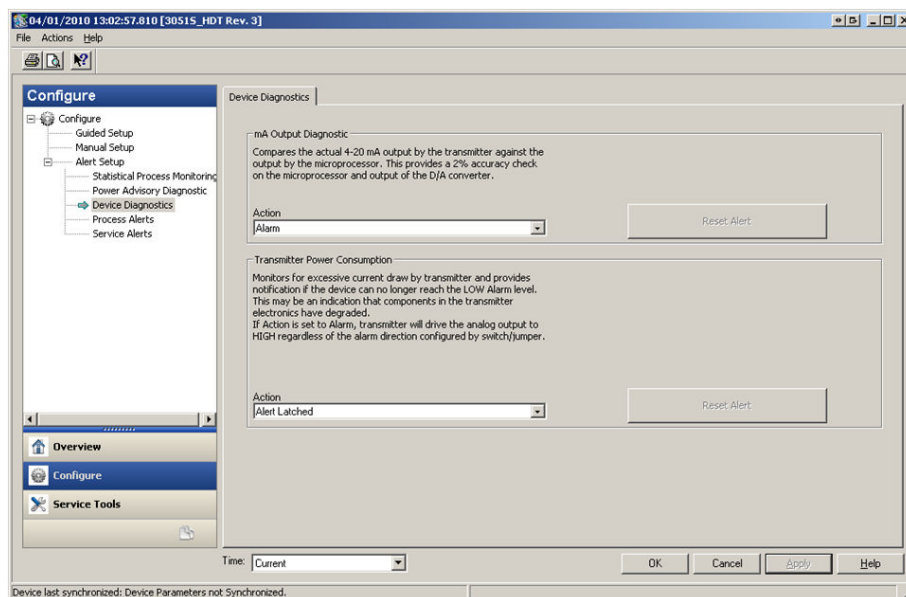 04/01/2010 13:02:57.810 [3051S_HDT Rev. 3]
File Actions Help
Configure
Configure
Guided Setup
Manual Setup
Alert Setup
Statistical Process Monitoring
Power Advisory Diagnostic
Device Diagnostics
Process Alerts
Service Alerts
Overview
Configure
Service Tools
Device Diagnostics
mA Output Diagnostic
Compares the actual 4-20 mA output by the transmitter against the
output by the microprocessor. This provides a 2% accuracy check
on the microprocessor and output of the D/A converter.
Action
Alarm
Reset Alert
Transmitter Power Consumption
Monitors for excessive current draw by transmitter and provides
notification if the device can no longer reach the LOW Alarm level.
This may be an indication that components in the transmitter
electronics have degraded.
If Action is set to Alarm, transmitter will drive the analog output to
HIGH regardless of the alarm direction configured by switch/jumper.
Action
Alert Latched
Reset Alert
Time: Current
OK Cancel Apply Help
Device last synchronized: Device Parameters not Synchronized.